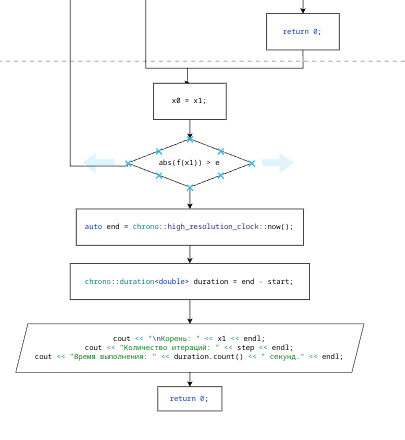 return 0;
x0 = x1;
abs(f(x1)) > e
auto end = chrono::high_resolution_clock::now();
chrono::duration<double> duration = end - start;
cout << "\nКорень: " << x1 << endl;
cout << "Количество итераций: " << step << endl;
cout << "Время выполнения: " << duration.count() << " секунд." << endl;
return 0;